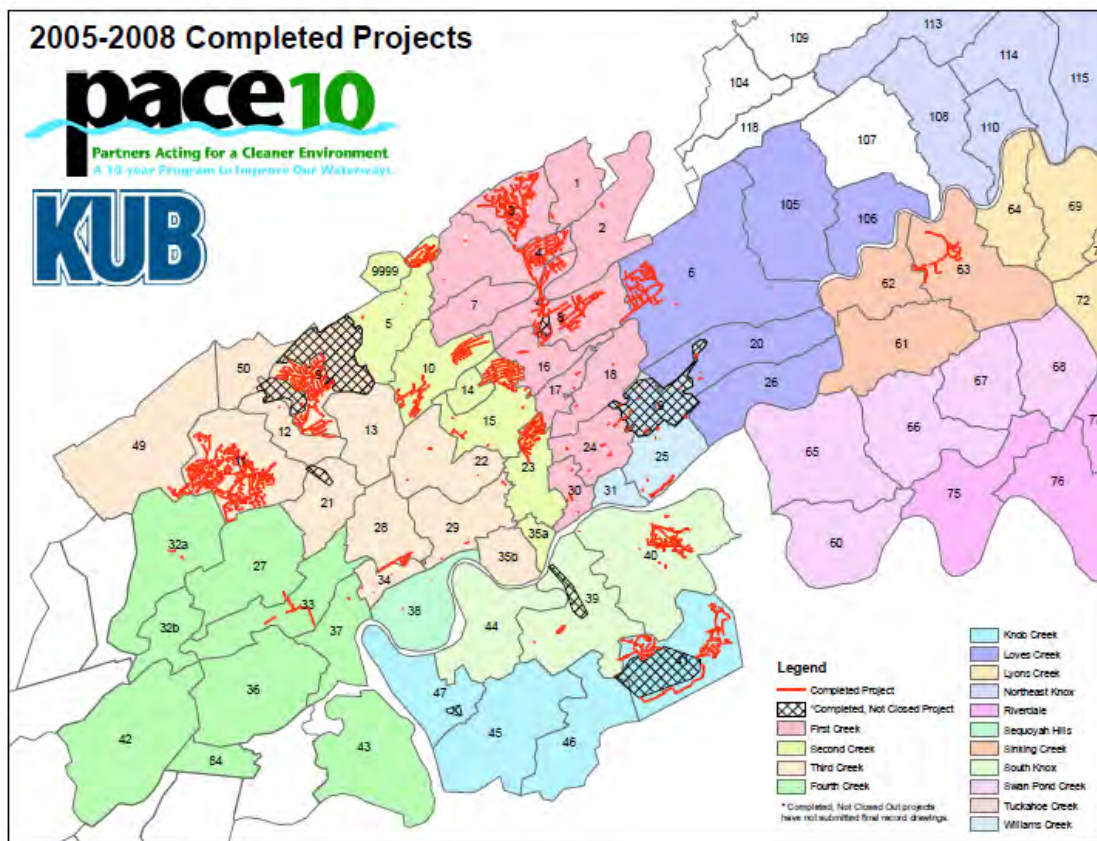 2005-2008 Completed Projects
pace10
Partners Acting for a Cleaner Environment
A 10-year Program to Improve Our Waterways
KUB
109
113
114
115
104
118
107
108
110
1
2
3
4
9999
5
7
8
6
105
106
64
69
62
63
72
61
50
9
10
14
16
17
18
20
26
67
68
49
12
13
15
11
22
23
24
25
65
66
21
30
31
75
76
28
29
35a
35b
60
32a
27
34
40
33
38
39
32b
37
44
36
47
41
42
45
46
43
84
Legend
Completed Project
*Completed, Not Closed Project
First Creek
Second Creek
Third Creek
Fourth Creek
* Completed, Not Closed Out projects
have not submitted final record drawings.
Knob Creek
Loves Creek
Lyons Creek
Northeast Knox
Riverdale
Sequoyah Hills
Sinking Creek
South Knox
Swan Pond Creek
Tuckahoe Creek
Williams Creek